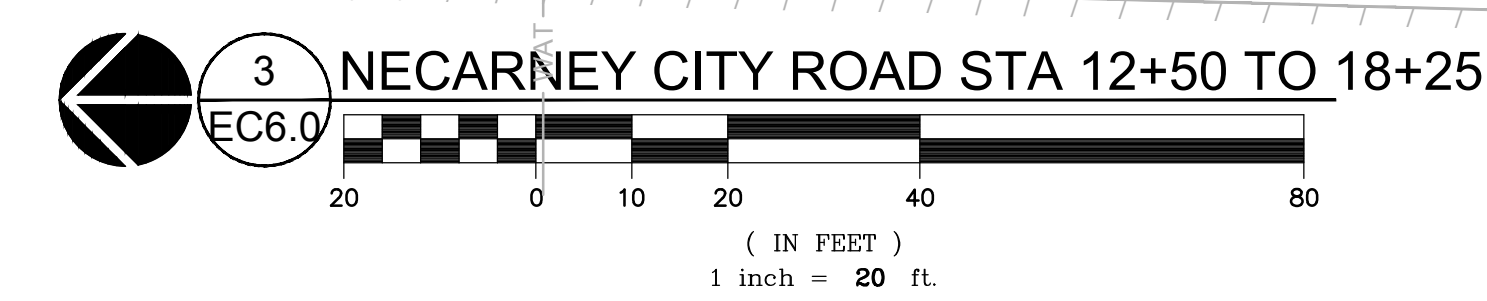 WAT
3
NECARNEY CITY ROAD STA 12+50 TO 18+25
EC6.0
20 0 10 20 40 80
( IN FEET )
1 inch = 20 ft.